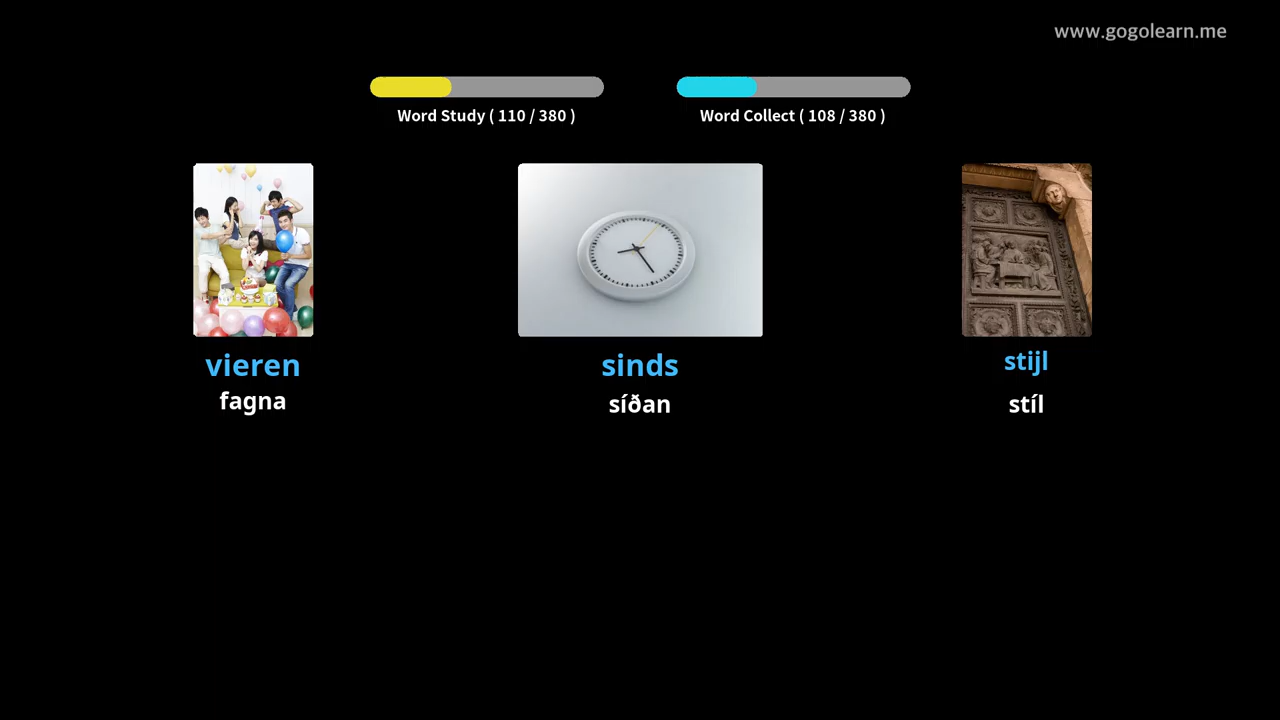 www.gogolearn.me
Word Study ( 110 / 380 )
Word Collect ( 108 / 380 )
vieren
fagna
sinds
síðan
stijl
stíl